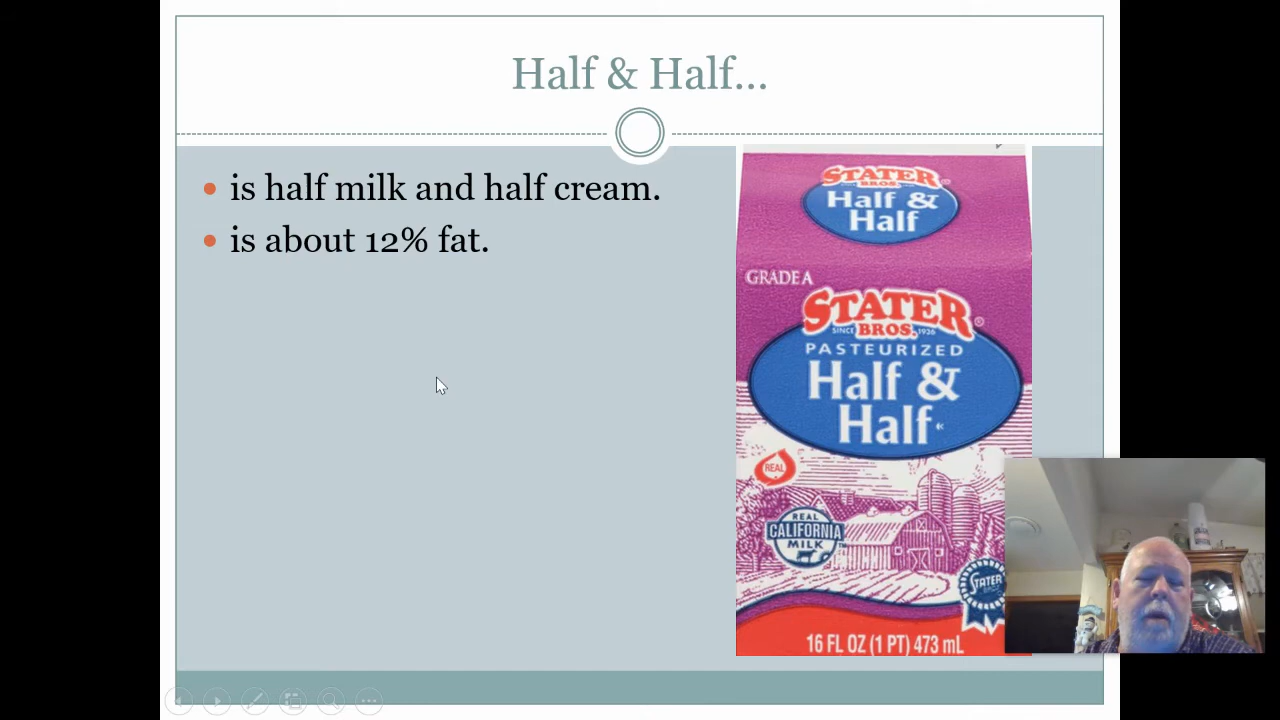 Half & Half...
is half milk and half cream.
is about 12% fat.
STATER
BROS.
Half &
Half
GRADE A
STATER
SINCE BROS. 1936
PASTEURIZED
Half &
Half
REAL
REAL
CALIFORNIA
MILK
STATER
16 FL OZ (1 PT) 473 mL